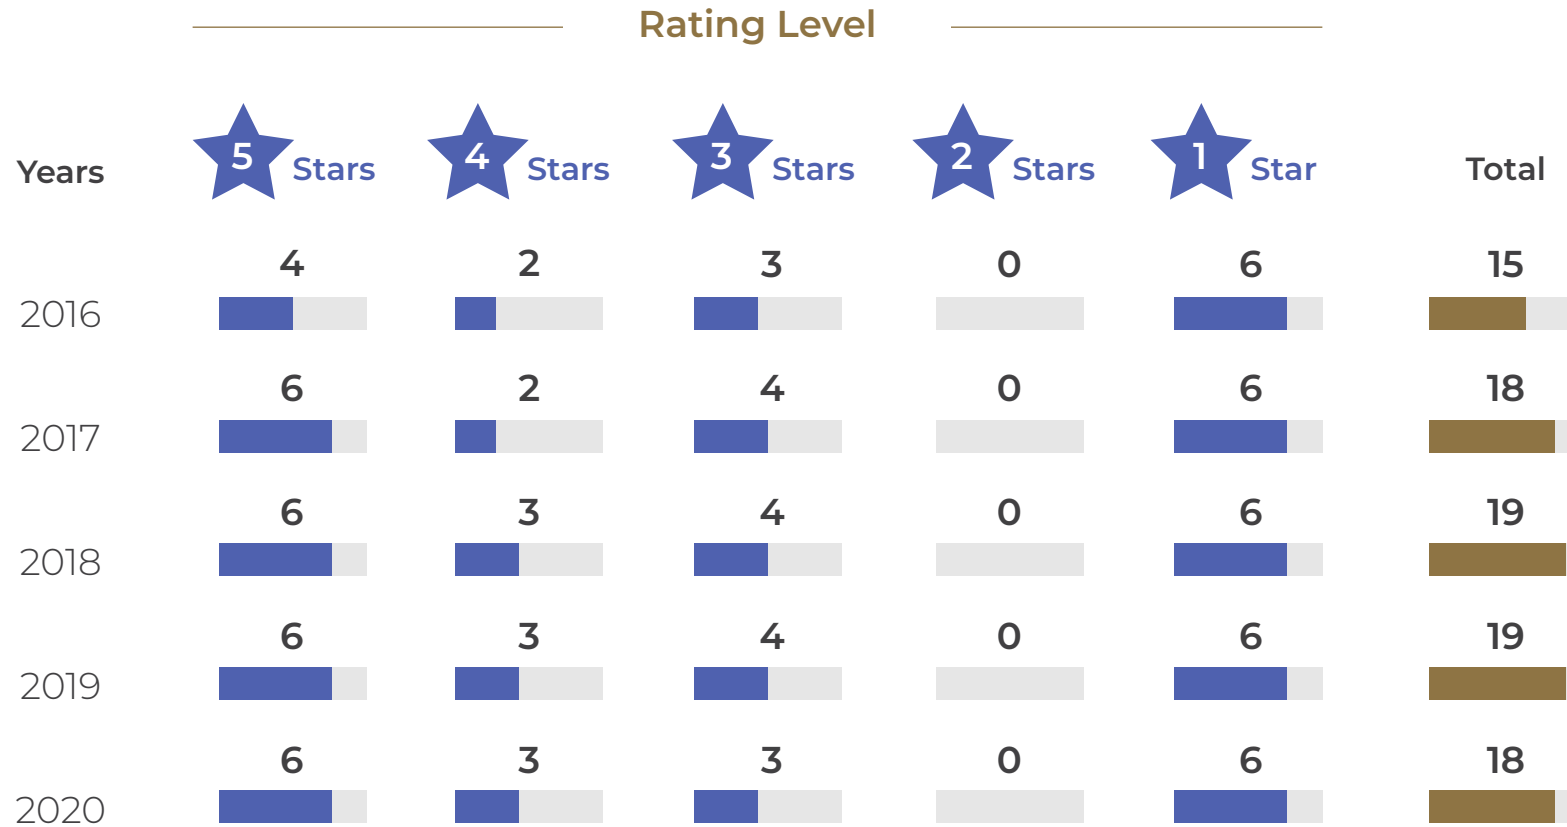 Rating Level
Years 5 Stars 4 Stars 3 Stars 2 Stars 1 Star Total
4 2 3 0 6 15
2016
6 2 4 0 6 18
2017
6 3 4 0 6 19
2018
6 3 4 0 6 19
2019
6 3 3 0 6 18
2020